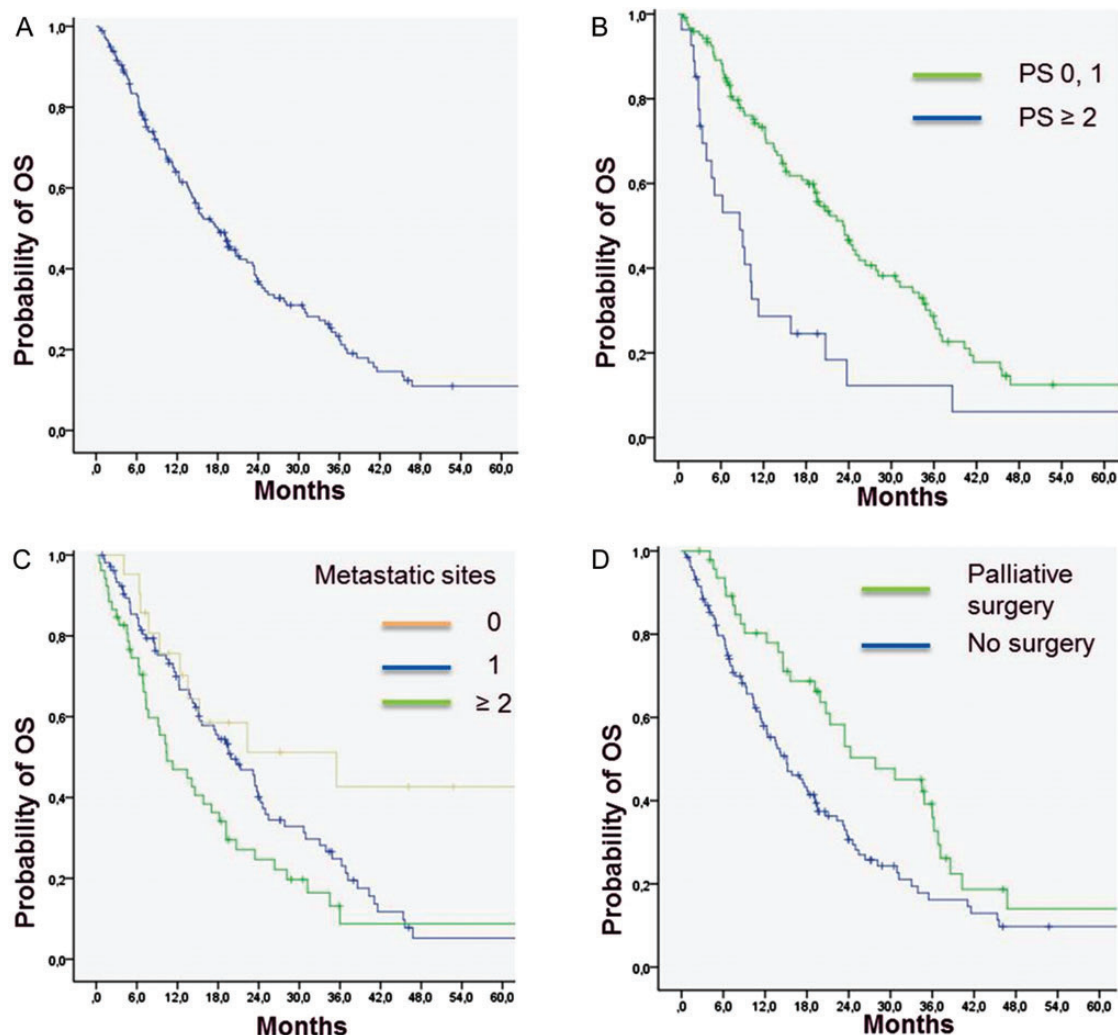 A
Probability of OS
1,0
0,8
0,6
0,4
0,2
0,0
,0 6,0 12,0 18,0 24,0 30,0 36,0 42,0 48,0 54,0 60,0
Months
B
PS 0, 1
PS ≥ 2
Probability of OS
1,0
0,8
0,6
0,4
0,2
0,0
,0 6,0 12,0 18,0 24,0 30,0 36,0 42,0 48,0 54,0 60,0
Months
C
Metastatic sites
0
1
≥ 2
Probability of OS
1,0
0,8
0,6
0,4
0,2
0,0
,0 6,0 12,0 18,0 24,0 30,0 36,0 42,0 48,0 54,0 60,0
Months
D
Palliative
surgery
No surgery
Probability of OS
1,0
0,8
0,6
0,4
0,2
0,0
,0 6,0 12,0 18,0 24,0 30,0 36,0 42,0 48,0 54,0 60,0
Months